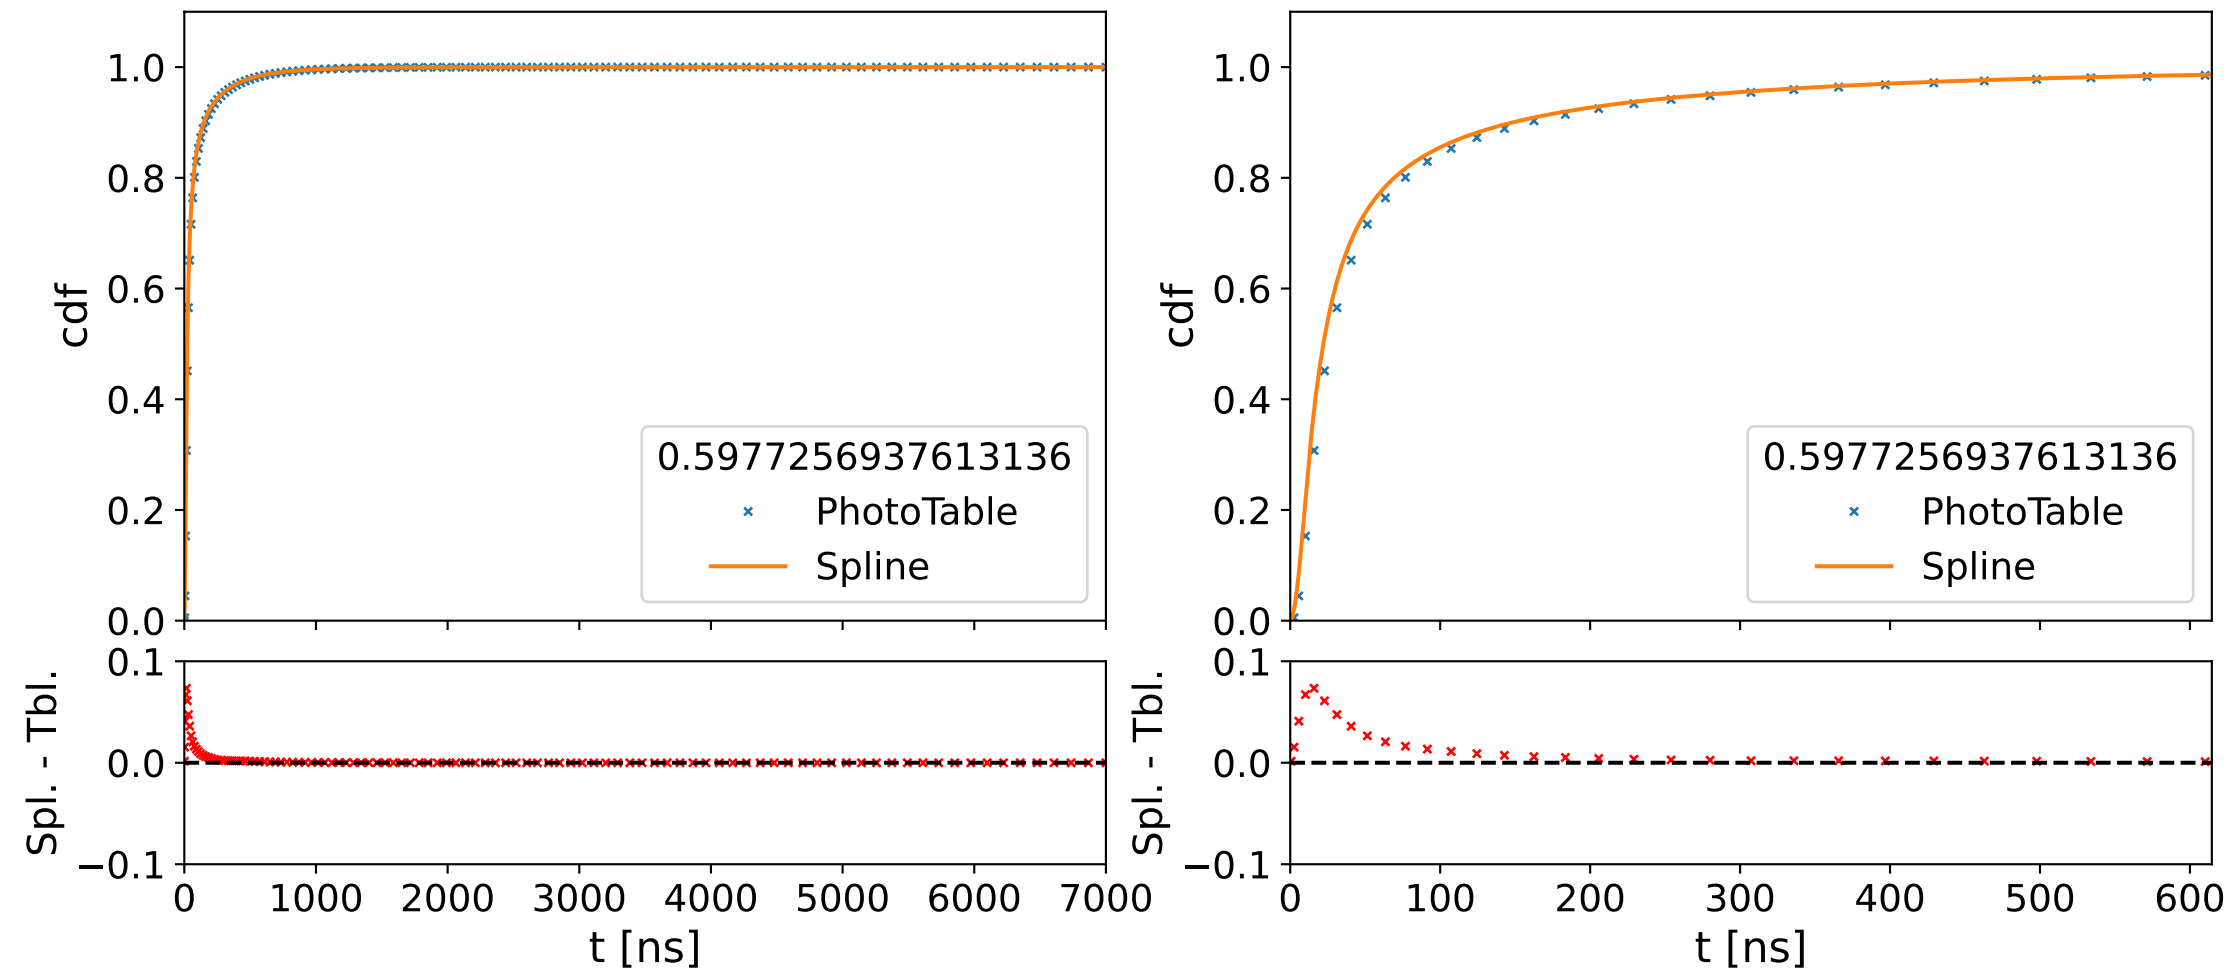 cdf
1.0
0.8
0.6
0.4
0.2
0.0
0.5977256937613136
PhotoTable
Spline
Spl. - Tbl.
0.1
0.0
−0.1
0 1000 2000 3000 4000 5000 6000 7000
t [ns]
cdf
1.0
0.8
0.6
0.4
0.2
0.0
0.5977256937613136
PhotoTable
Spline
Spl. - Tbl.
0.1
0.0
−0.1
0 100 200 300 400 500 600
t [ns]